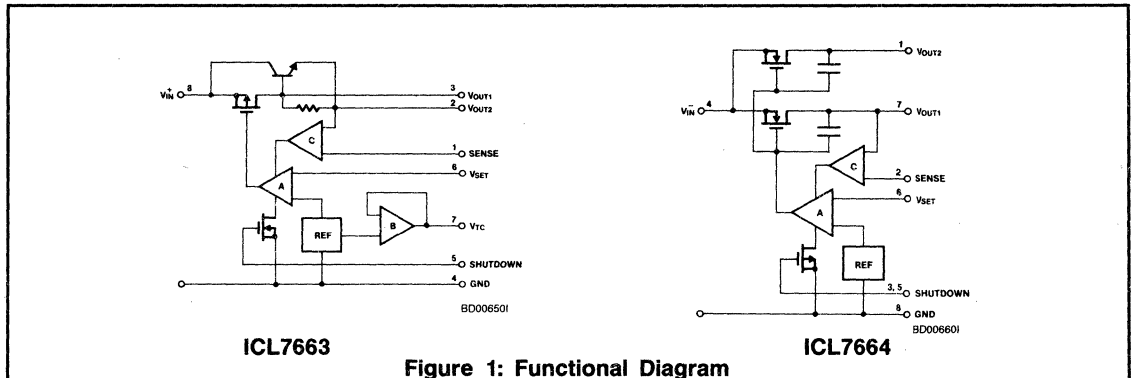 V+IN 8
3 VOUT1
2 VOUT2
C
1 SENSE
6 VSET
A
REF
B
7 VTC
5 SHUTDOWN
4 GND
BD00650I
ICL7663
1 VOUT2
V−IN 4
7 VOUT1
C
2 SENSE
6 VSET
A
REF
3, 5 SHUTDOWN
8 GND
BD00660I
ICL7664
Figure 1: Functional Diagram